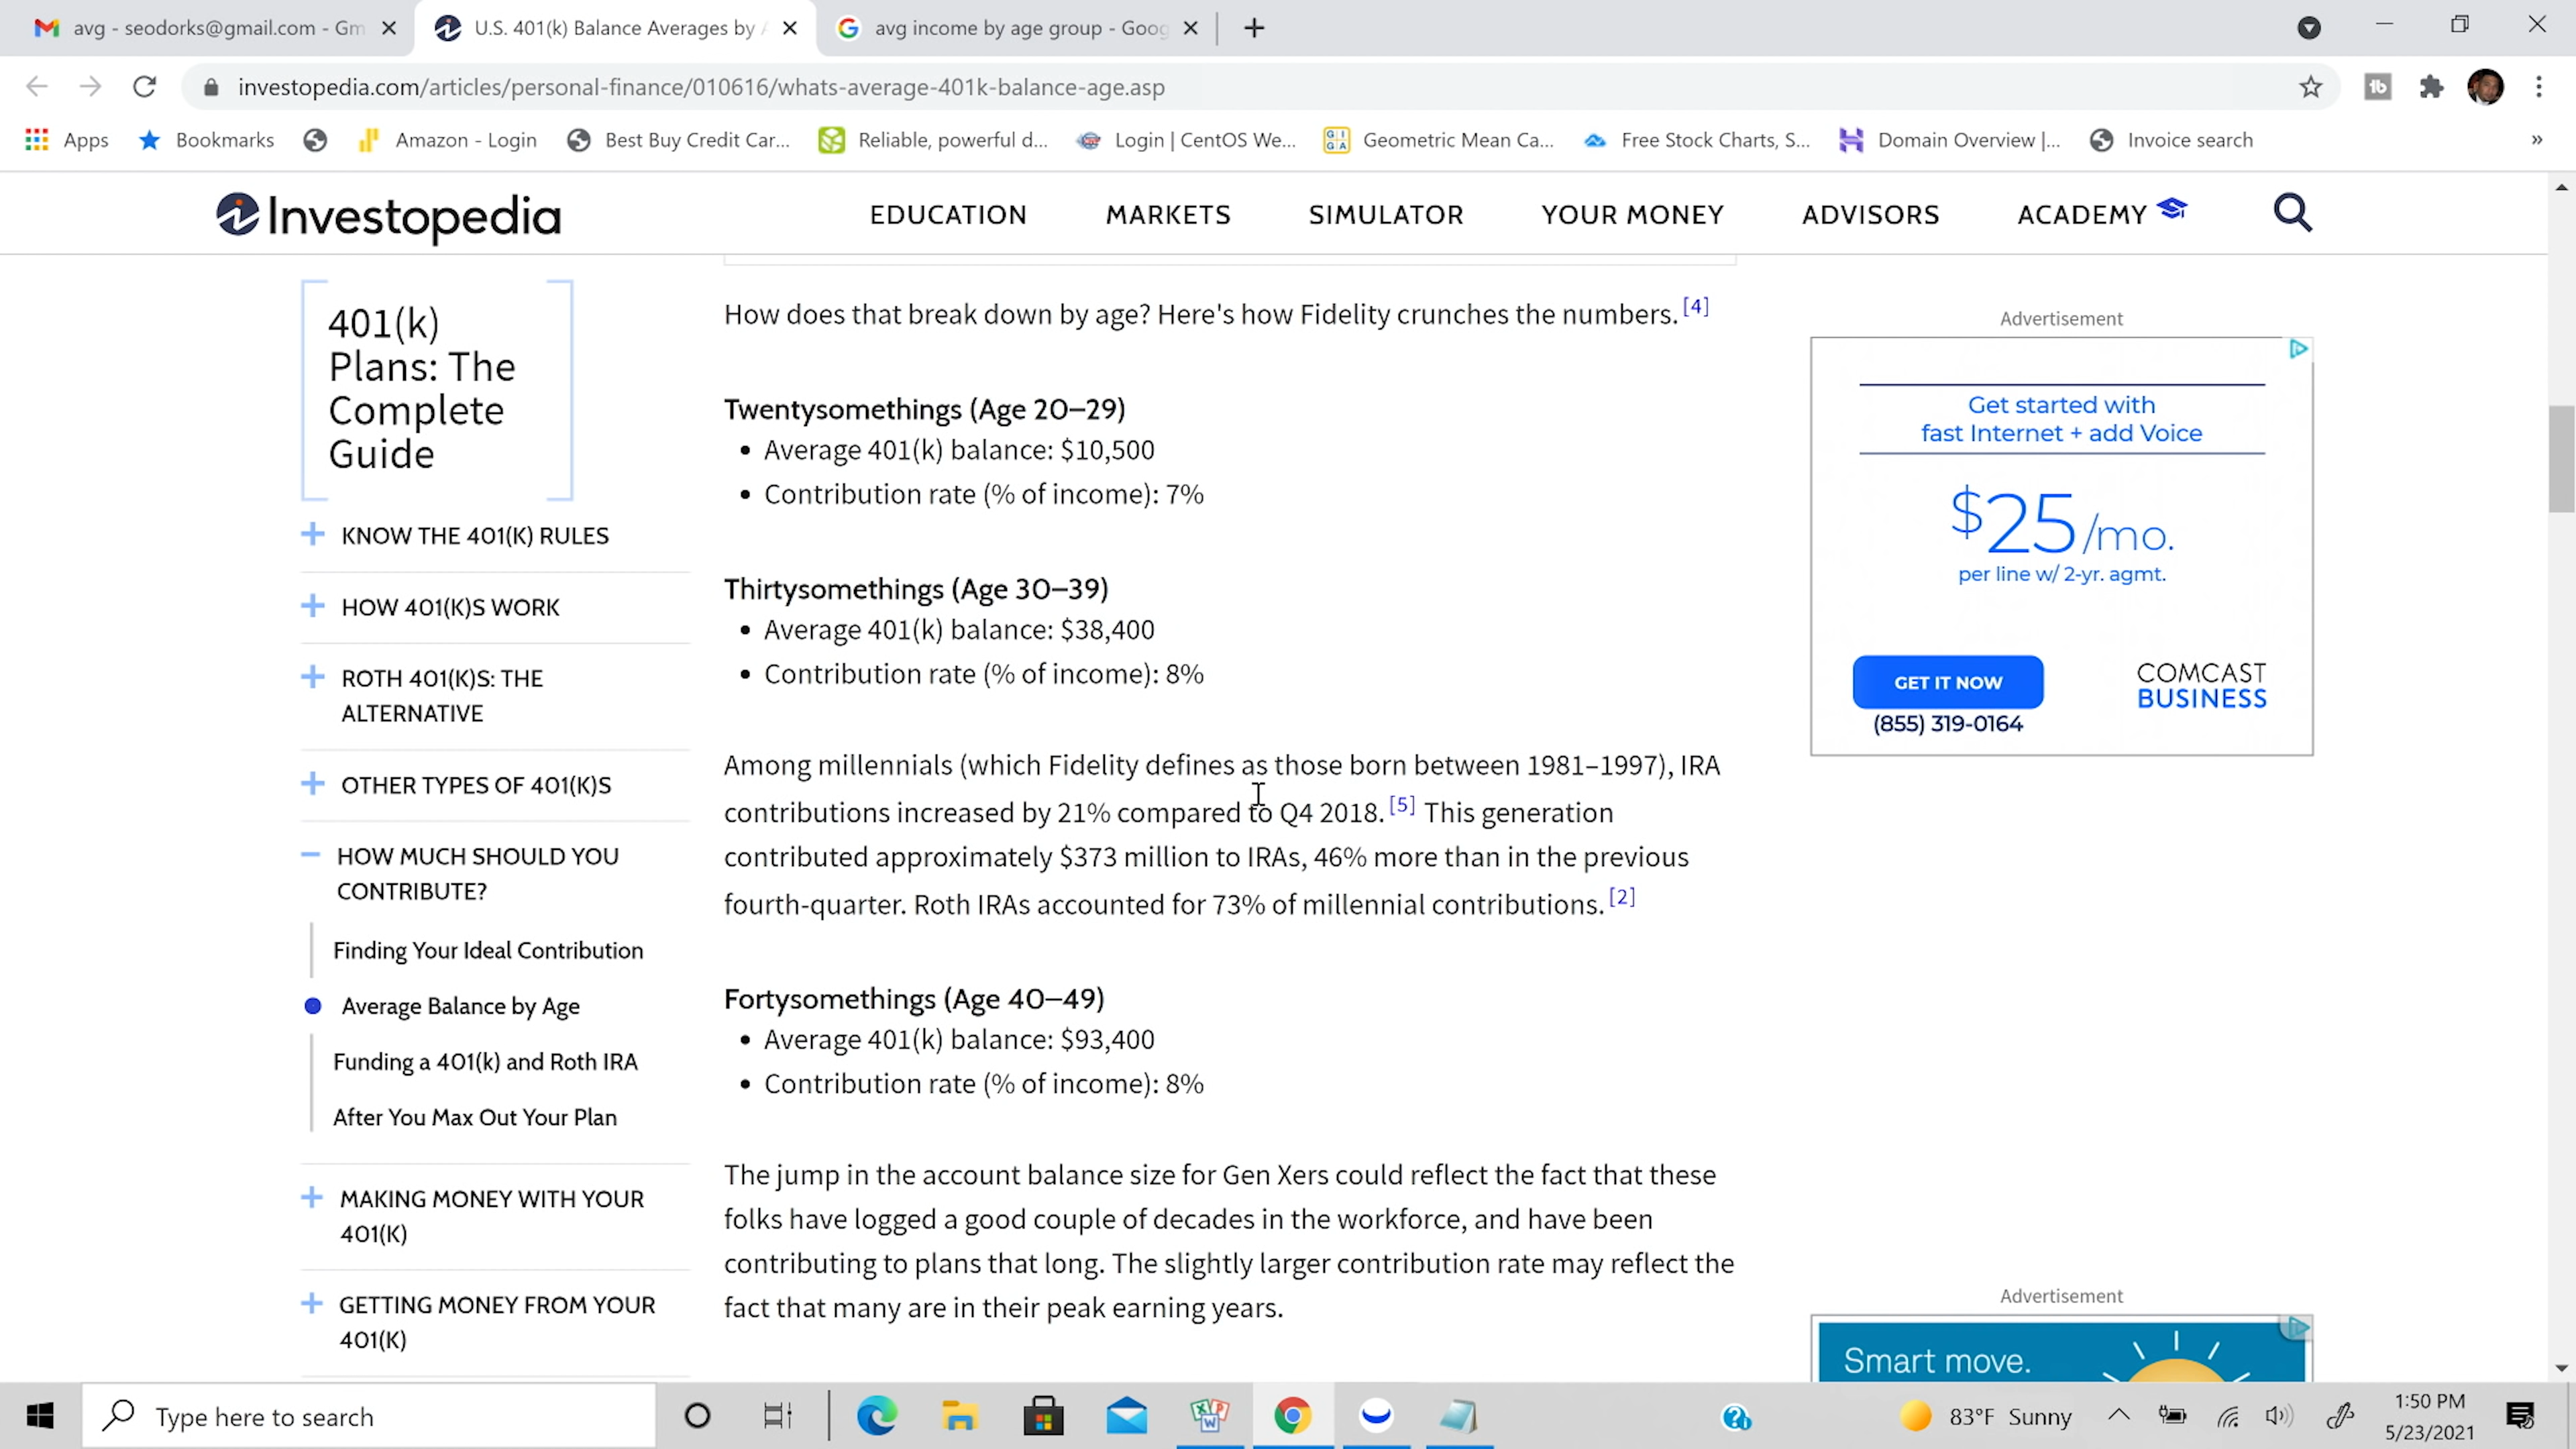 avg - seodorks@gmail.com - Gm
U.S. 401(k) Balance Averages by A
avg income by age group - Goog
investopedia.com/articles/personal-finance/010616/whats-average-401k-balance-age.asp
Apps
Bookmarks
Amazon - Login
Best Buy Credit Car...
Reliable, powerful d...
Login | CentOS We...
Geometric Mean Ca...
Free Stock Charts, S...
Domain Overview |...
Invoice search
»
Investopedia
EDUCATION
MARKETS
SIMULATOR
YOUR MONEY
ADVISORS
ACADEMY
401(k)
Plans: The
Complete
Guide
+ KNOW THE 401(K) RULES
+ HOW 401(K)S WORK
+ ROTH 401(K)S: THE
ALTERNATIVE
+ OTHER TYPES OF 401(K)S
− HOW MUCH SHOULD YOU
CONTRIBUTE?
Finding Your Ideal Contribution
Average Balance by Age
Funding a 401(k) and Roth IRA
After You Max Out Your Plan
+ MAKING MONEY WITH YOUR
401(K)
+ GETTING MONEY FROM YOUR
401(K)
How does that break down by age? Here's how Fidelity crunches the numbers. [4]
Twentysomethings (Age 20–29)
• Average 401(k) balance: $10,500
• Contribution rate (% of income): 7%
Thirtysomethings (Age 30–39)
• Average 401(k) balance: $38,400
• Contribution rate (% of income): 8%
Among millennials (which Fidelity defines as those born between 1981–1997), IRA
contributions increased by 21% compared to Q4 2018. [5] This generation
contributed approximately $373 million to IRAs, 46% more than in the previous
fourth-quarter. Roth IRAs accounted for 73% of millennial contributions. [2]
Fortysomethings (Age 40–49)
• Average 401(k) balance: $93,400
• Contribution rate (% of income): 8%
The jump in the account balance size for Gen Xers could reflect the fact that these
folks have logged a good couple of decades in the workforce, and have been
contributing to plans that long. The slightly larger contribution rate may reflect the
fact that many are in their peak earning years.
Advertisement
Get started with
fast Internet + add Voice
$25/mo.
per line w/ 2-yr. agmt.
GET IT NOW
(855) 319-0164
COMCAST
BUSINESS
Advertisement
Smart move.
Type here to search
83°F Sunny
1:50 PM
5/23/2021